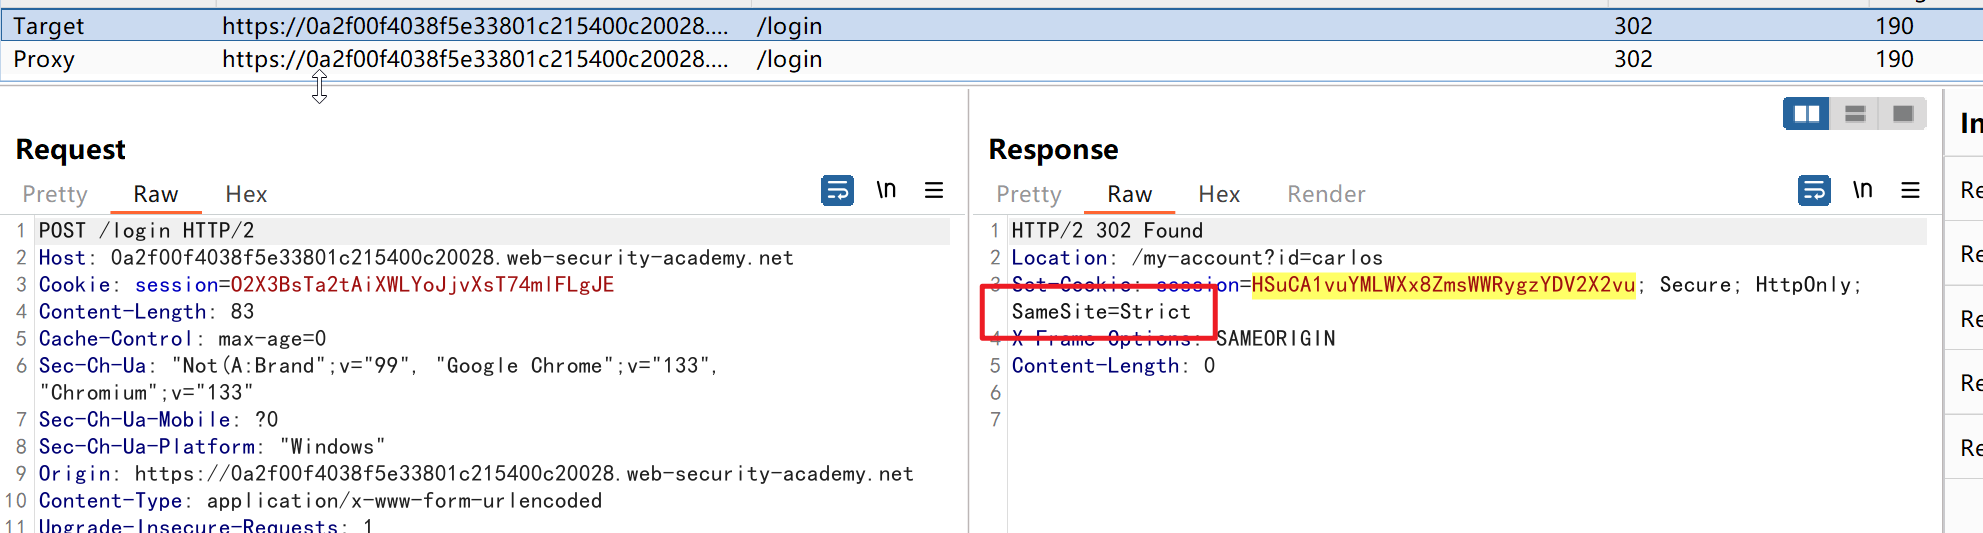 Target https://0a2f00f4038f5e33801c215400c20028.... /login 302 190
Proxy https://0a2f00f4038f5e33801c215400c20028.... /login 302 190
Request
Pretty Raw Hex \n
1 POST /login HTTP/2
2 Host: 0a2f00f4038f5e33801c215400c20028.web-security-academy.net
3 Cookie: session=O2X3BsTa2tAiXWLYoJjvXsT74mlFLgJE
4 Content-Length: 83
5 Cache-Control: max-age=0
6 Sec-Ch-Ua: "Not(A:Brand";v="99", "Google Chrome";v="133",
"Chromium";v="133"
7 Sec-Ch-Ua-Mobile: ?0
8 Sec-Ch-Ua-Platform: "Windows"
9 Origin: https://0a2f00f4038f5e33801c215400c20028.web-security-academy.net
10 Content-Type: application/x-www-form-urlencoded
11 Upgrade-Insecure-Requests: 1
Response
Pretty Raw Hex Render \n
1 HTTP/2 302 Found
2 Location: /my-account?id=carlos
3 Set-Cookie: session=HSuCA1vuYMLWXx8ZmsWWRygzYDV2X2vu; Secure; HttpOnly;
SameSite=Strict
4 X-Frame-Options: SAMEORIGIN
5 Content-Length: 0
6
7
In
Re
Re
Re
Re
Re